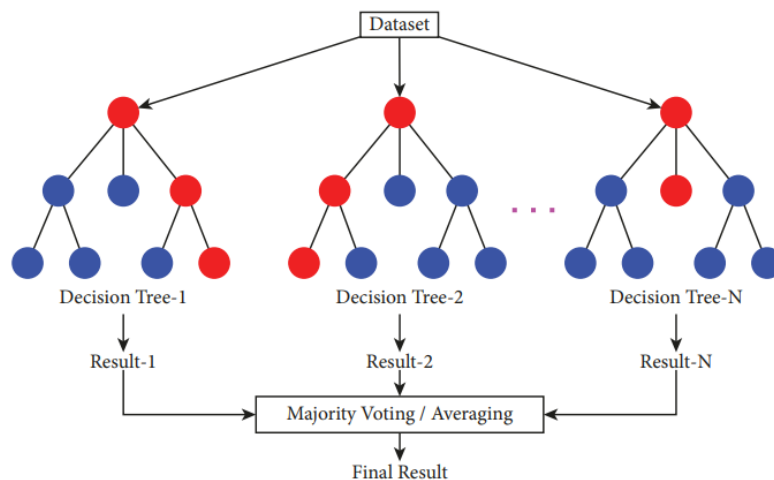 Dataset
Decision Tree-1
Decision Tree-2
Decision Tree-N
Result-1
Result-2
Result-N
Majority Voting / Averaging
Final Result